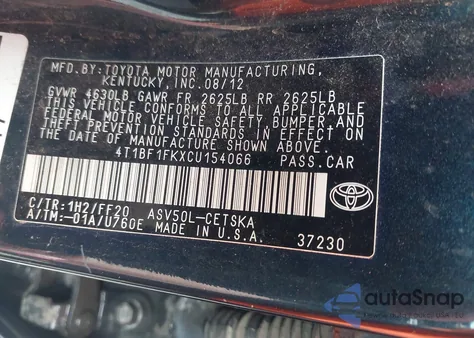 MFD.BY: TOYOTA MOTOR MANUFACTURING,
KENTUCKY, INC. 08/12
GVWR 4630LB GAWR FR 2625LB RR 2625LB
THIS VEHICLE CONFORMS TO ALL APPLICABLE
FEDERAL MOTOR VEHICLE SAFETY, BUMPER, AND
THEFT PREVENTION STANDARDS IN EFFECT ON
THE DATE OF MANUFACTURE SHOWN ABOVE.
4T1BF1FKXCU154066 PASS.CAR
C/TR:1H2/FF20 ASV50L-CETSKA
A/TM:-01A/U760E MADE IN U.S.A.
37230
TOYOTA
autoSnap